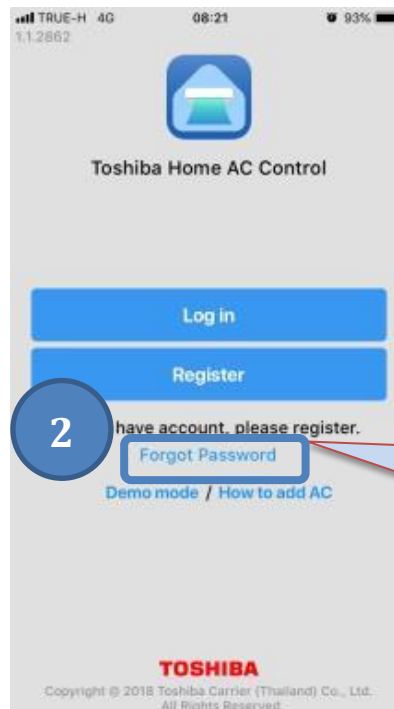 TRUE-H 4G 08:21 93%
1.1.2862
Toshiba Home AC Control
Log in
Register
2
have account, please register.
Forgot Password
Demo mode / How to add AC
TOSHIBA
Copyright © 2018 Toshiba Carrier (Thailand) Co., Ltd.
All Rights Reserved